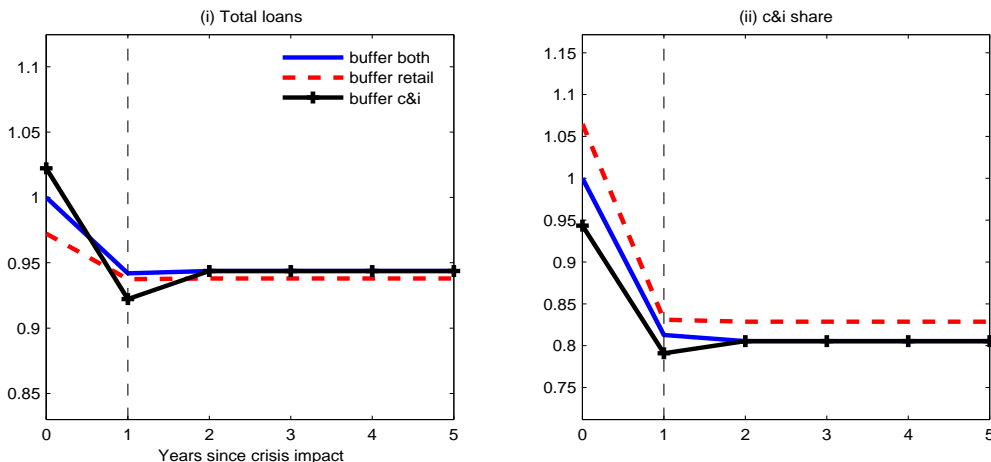 (i) Total loans
1.1
1.05
1
0.95
0.9
0.85
buffer both
buffer retail
buffer c&i
0 1 2 3 4 5
Years since crisis impact
(ii) c&i share
1.15
1.1
1.05
1
0.95
0.9
0.85
0.8
0.75
0 1 2 3 4 5